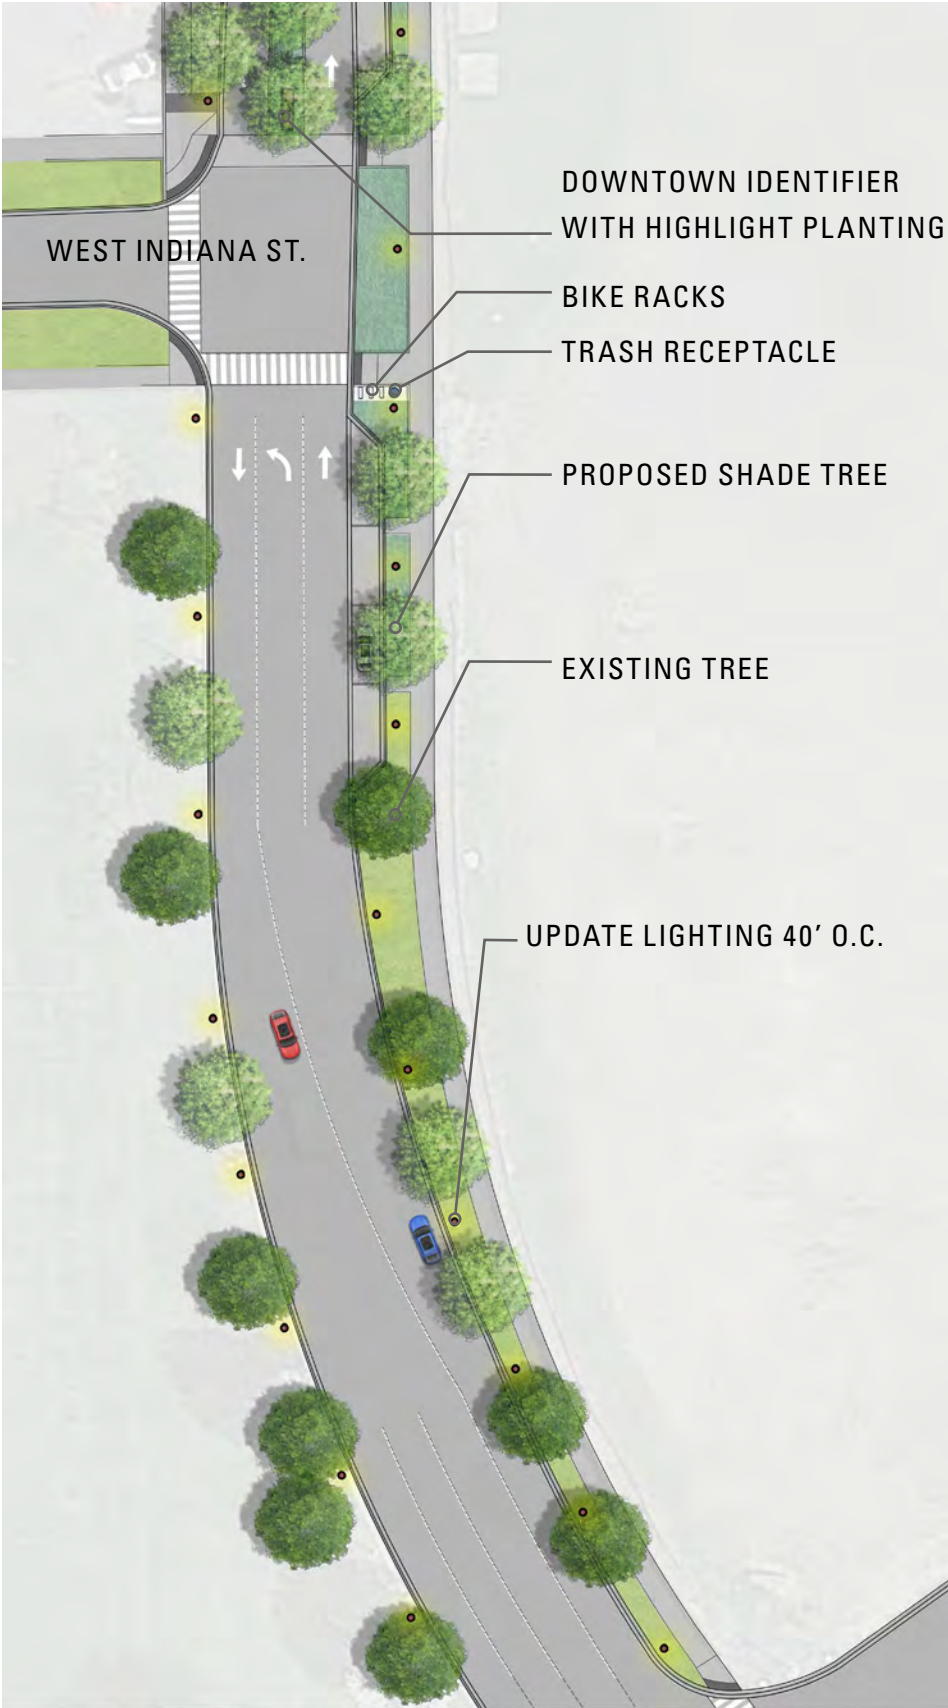 DOWNTOWN IDENTIFIER
WITH HIGHLIGHT PLANTING
WEST INDIANA ST.
BIKE RACKS
TRASH RECEPTACLE
PROPOSED SHADE TREE
EXISTING TREE
UPDATE LIGHTING 40’ O.C.